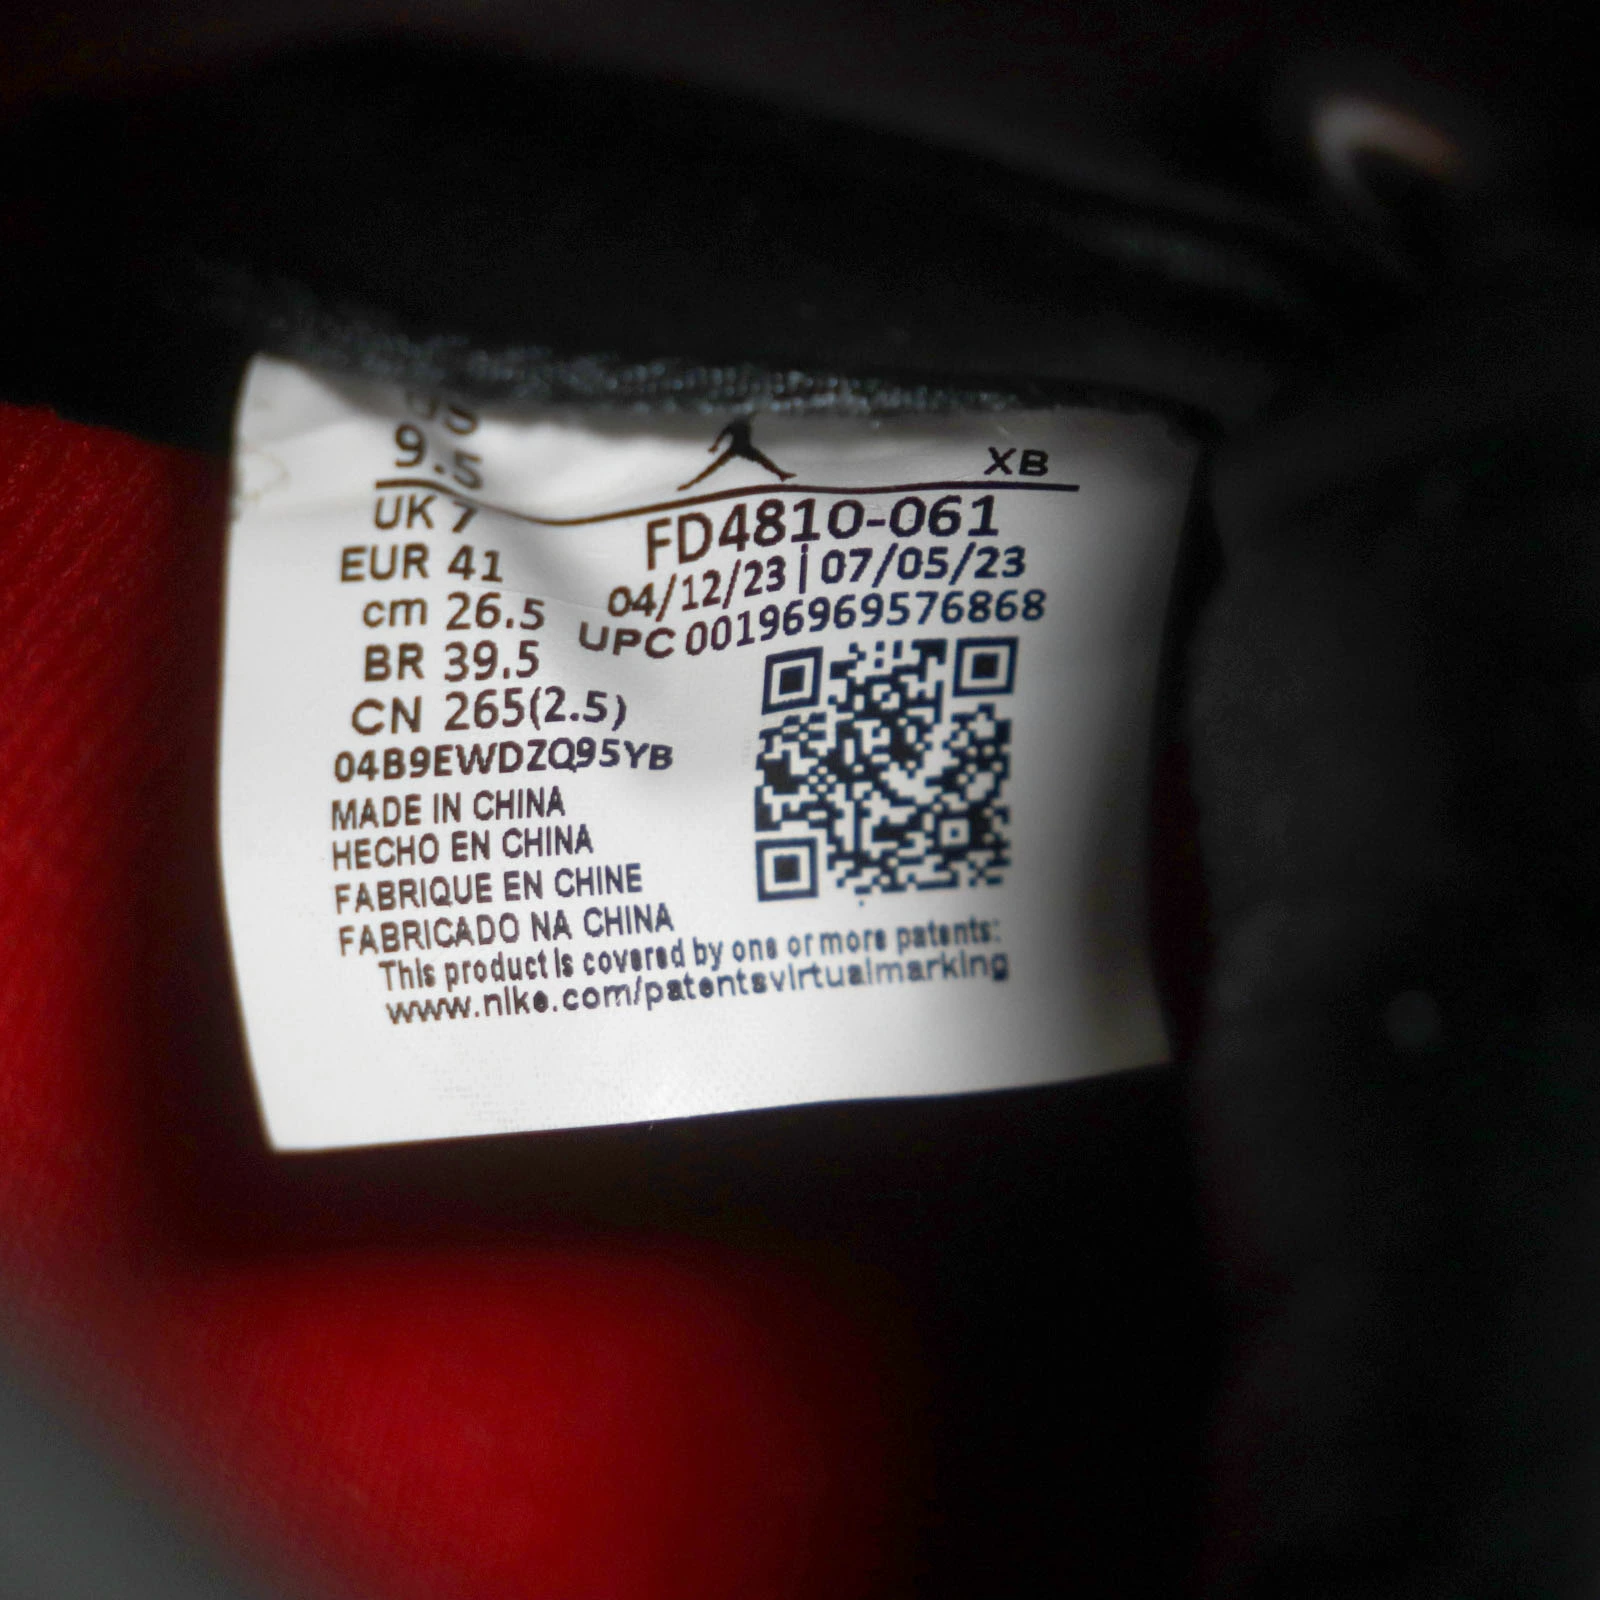 US
9.5
XB
UK 7
FD4810-061
EUR 41
04/12/23 | 07/05/23
cm 26.5
UPC 00196969576868
BR 39.5
CN 265(2.5)
04B9EWDZQ95YB
MADE IN CHINA
HECHO EN CHINA
FABRIQUE EN CHINE
FABRICADO NA CHINA
This product is covered by one or more patents:
www.nike.com/patentsvirtualmarking